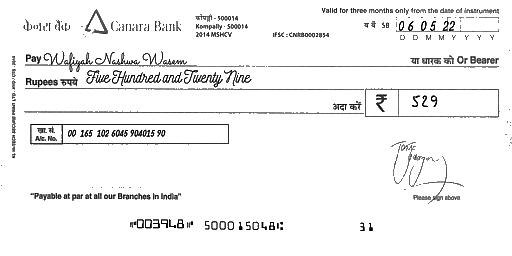 Valid for three months only from the date of instrument
केनरा बैंक Canara Bank
कोंपल्ली - 500014
Kompally - 500014
2014 MSHCV
IFSC : CNRB0002854
SB 06 05 22
D D M M Y Y Y Y
Pay Wafiyah Nashwa Wasem या धारक को Or Bearer
Rupees रुपये Five Hundred and Twenty Nine
अदा करें ₹ 529
खा. सं.
A/c. No. 00 165 102 6045 904015 90
Please sign above
"Payable at par at all our Branches in India"
⑈003948⑈ 500015048⑆ 31